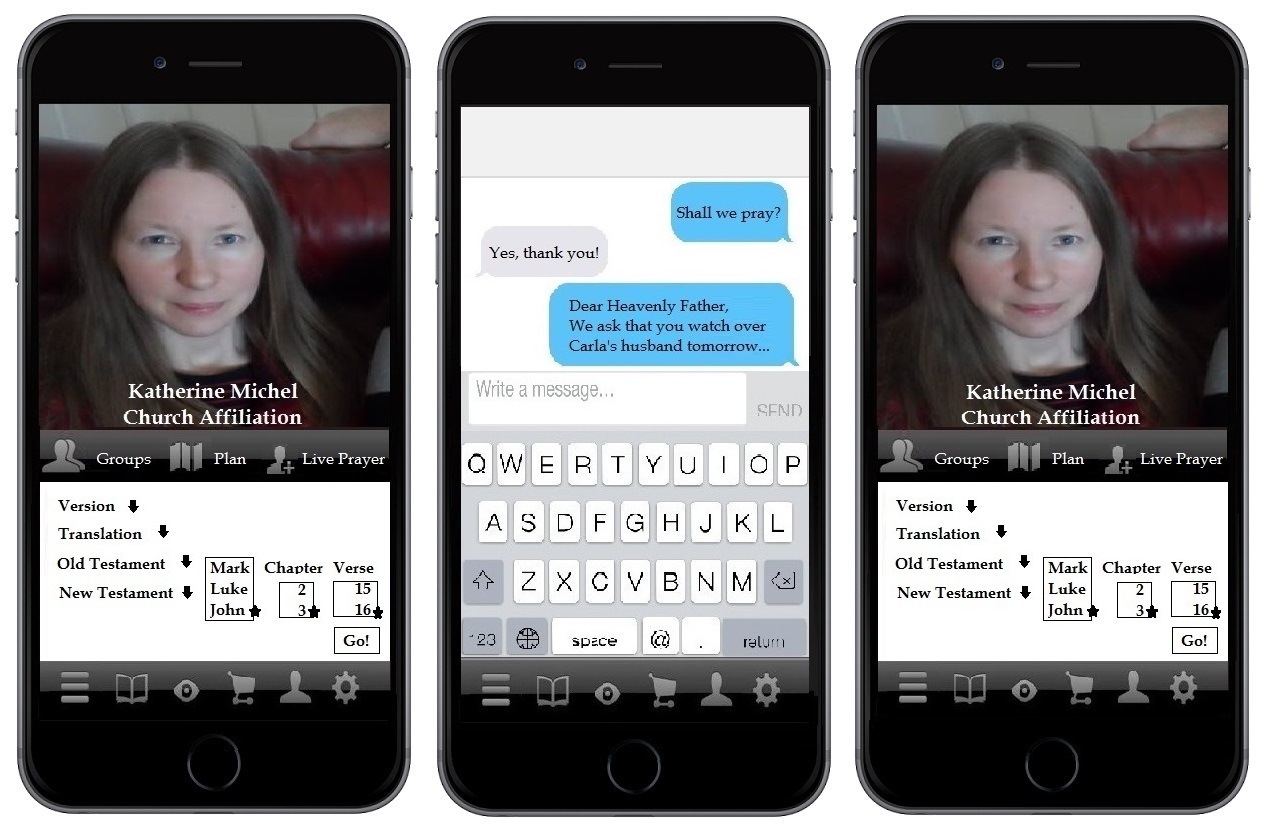 Katherine Michel
Church Affiliation
Groups Plan Live Prayer
Version
Translation
Old Testament
New Testament
Mark
Luke
John
Chapter
2
3
Verse
15
16
Go!
Shall we pray?
Yes, thank you!
Dear Heavenly Father,
We ask that you watch over
Carla's husband tomorrow...
Write a message...
SEND
Q W E R T Y U I O P
A S D F G H J K L
Z X C V B N M
123 space @ . return
Katherine Michel
Church Affiliation
Groups Plan Live Prayer
Version
Translation
Old Testament
New Testament
Mark
Luke
John
Chapter
2
3
Verse
15
16
Go!